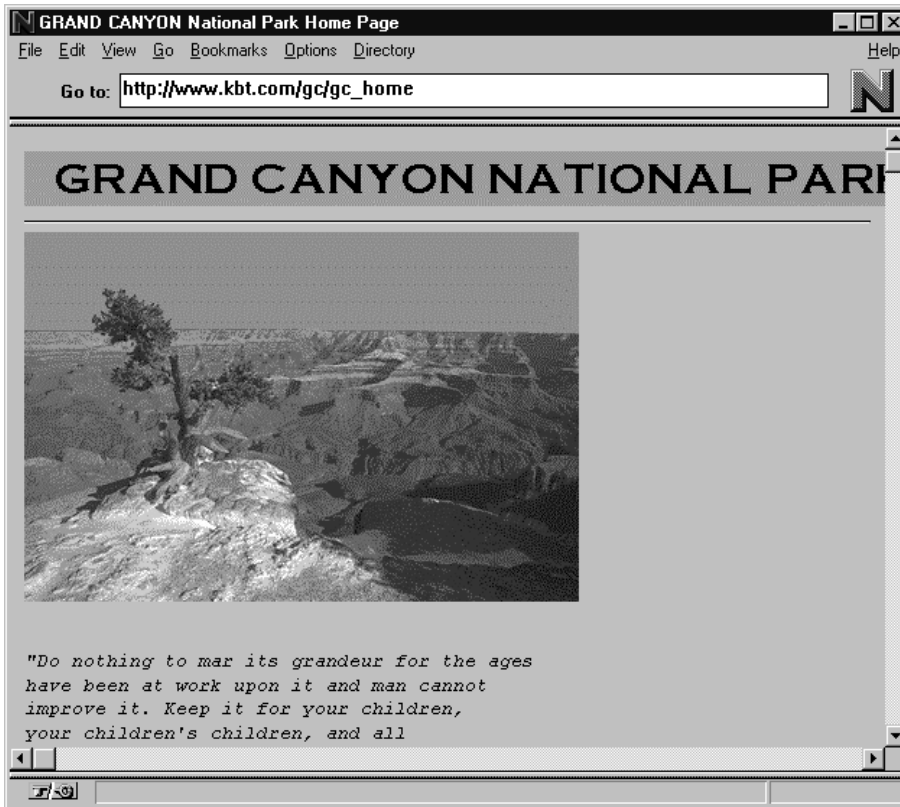 N GRAND CANYON National Park Home Page
File Edit View Go Bookmarks Options Directory Help
Go to: http://www.kbt.com/gc/gc_home
N
GRAND CANYON NATIONAL PARK
"Do nothing to mar its grandeur for the ages
have been at work upon it and man cannot
improve it. Keep it for your children,
your children's children, and all